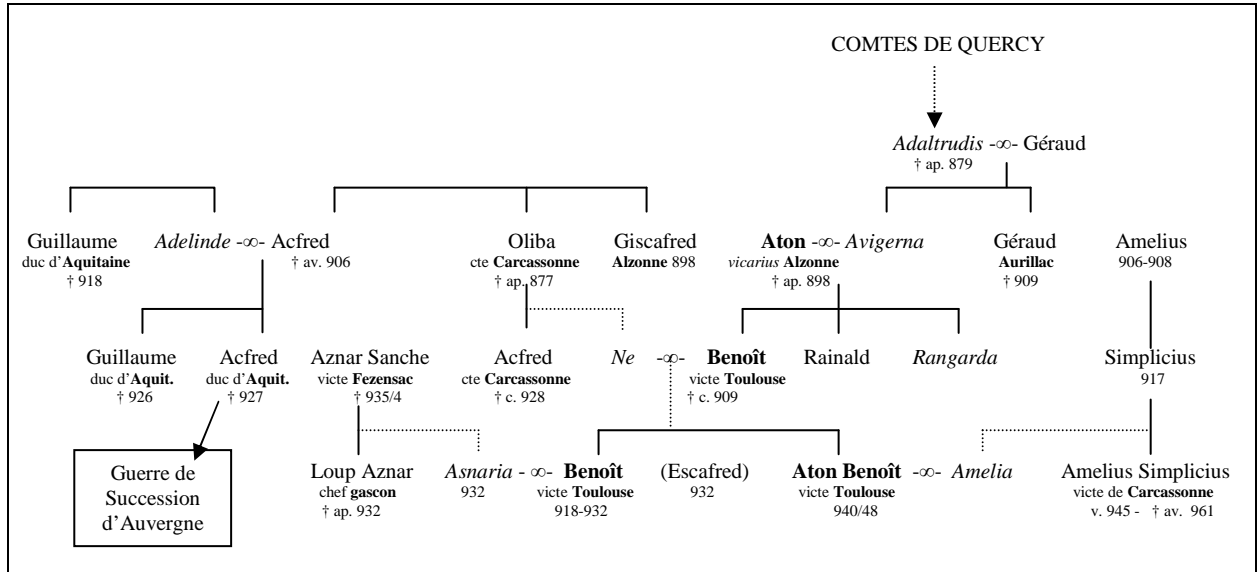 COMTES DE QUERCY
Adaltrudis -∞- Géraud
† ap. 879
Guillaume Adelinde -∞- Acfred Oliba Giscafred Aton -∞- Avigerna Géraud Amelius
duc d'Aquitaine † av. 906 cte Carcassonne Alzonne 898 vicarius Alzonne Aurillac 906-908
† 918 † ap. 877 † ap. 898 † 909
Guillaume Acfred Aznar Sanche Acfred Ne -∞- Benoît Rainald Rangarda Simplicius
duc d'Aquit. duc d'Aquit. victe Fezensac cte Carcassonne victe Toulouse 917
† 926 † 927 † 935/4 † c. 928 † c. 909
Guerre de
Succession
d'Auvergne
Loup Aznar Asnaria - ∞- Benoît (Escafred) Aton Benoît -∞- Amelia Amelius Simplicius
chef gascon 932 victe Toulouse 932 victe Toulouse victe de Carcassonne
† ap. 932 918-932 940/48 v. 945 - † av. 961